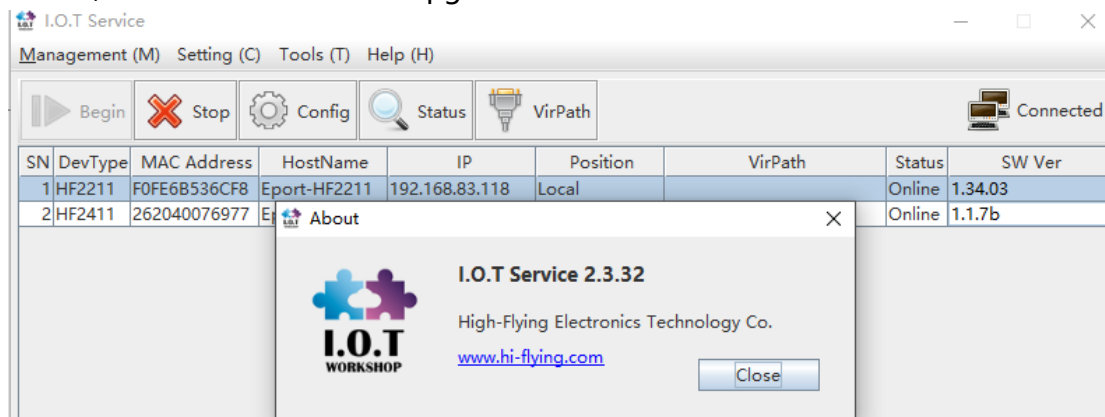 I.O.T Service
Management (M) Setting (C) Tools (T) Help (H)
Begin Stop Config Status VirPath Connected
SN DevType MAC Address HostName IP Position VirPath Status SW Ver
1 HF2211 F0FE6B536CF8 Eport-HF2211 192.168.83.118 Local Online 1.34.03
2 HF2411 262040076977 Online 1.1.7b
About
I.O.T Service 2.3.32
High-Flying Electronics Technology Co.
I.O.T
WORKSHOP
www.hi-flying.com
Close